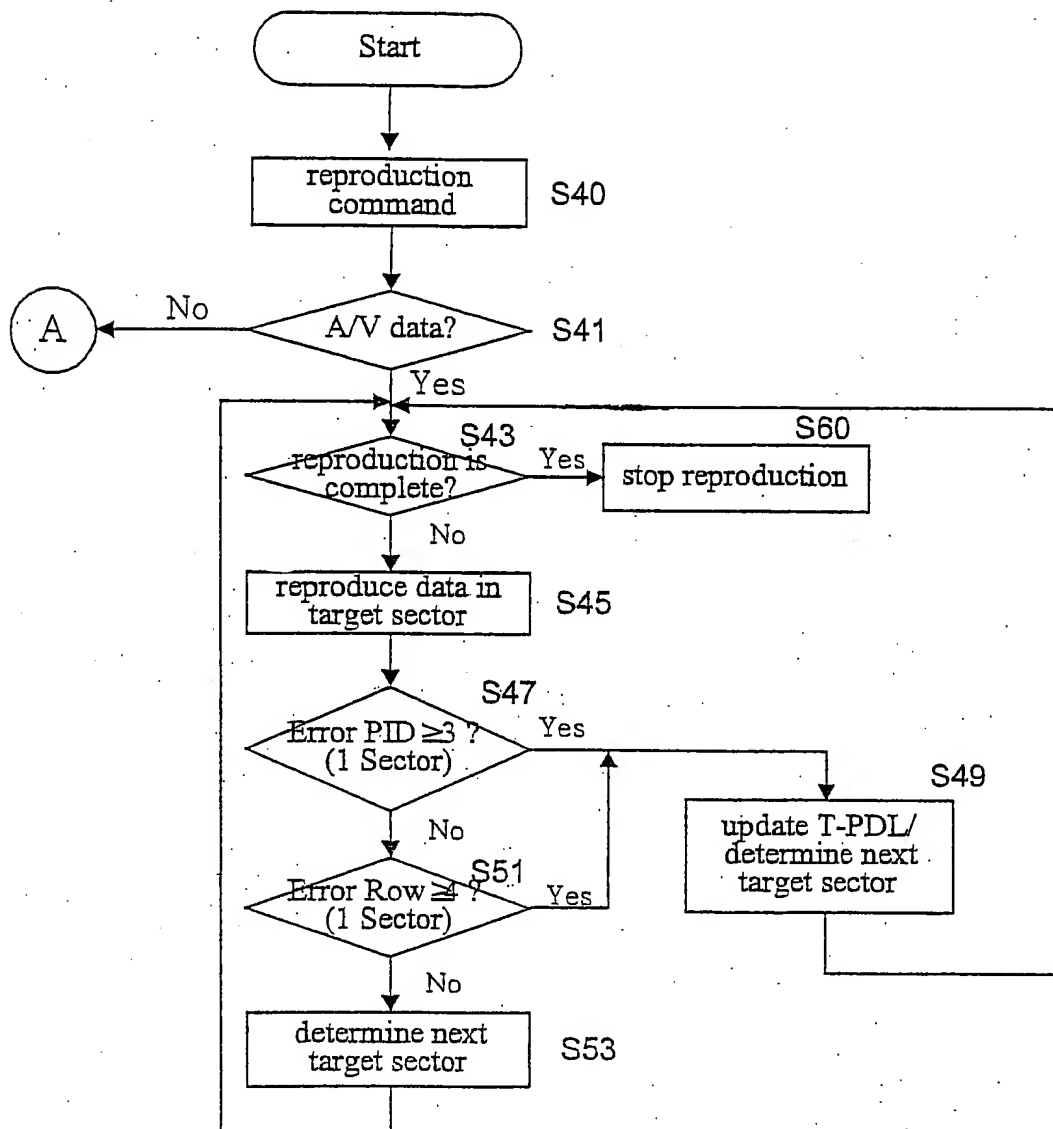 Start
reproduction
command
S40
A
No
A/V data?
S41
Yes
S43
reproduction is
complete?
Yes
S60
stop reproduction
No
reproduce data in
target sector
S45
S47
Error PID ≧3 ?
(1 Sector)
Yes
S49
update T-PDL/
determine next
target sector
No
S51
Error Row ≧4 ?
(1 Sector)
Yes
No
determine next
target sector
S53